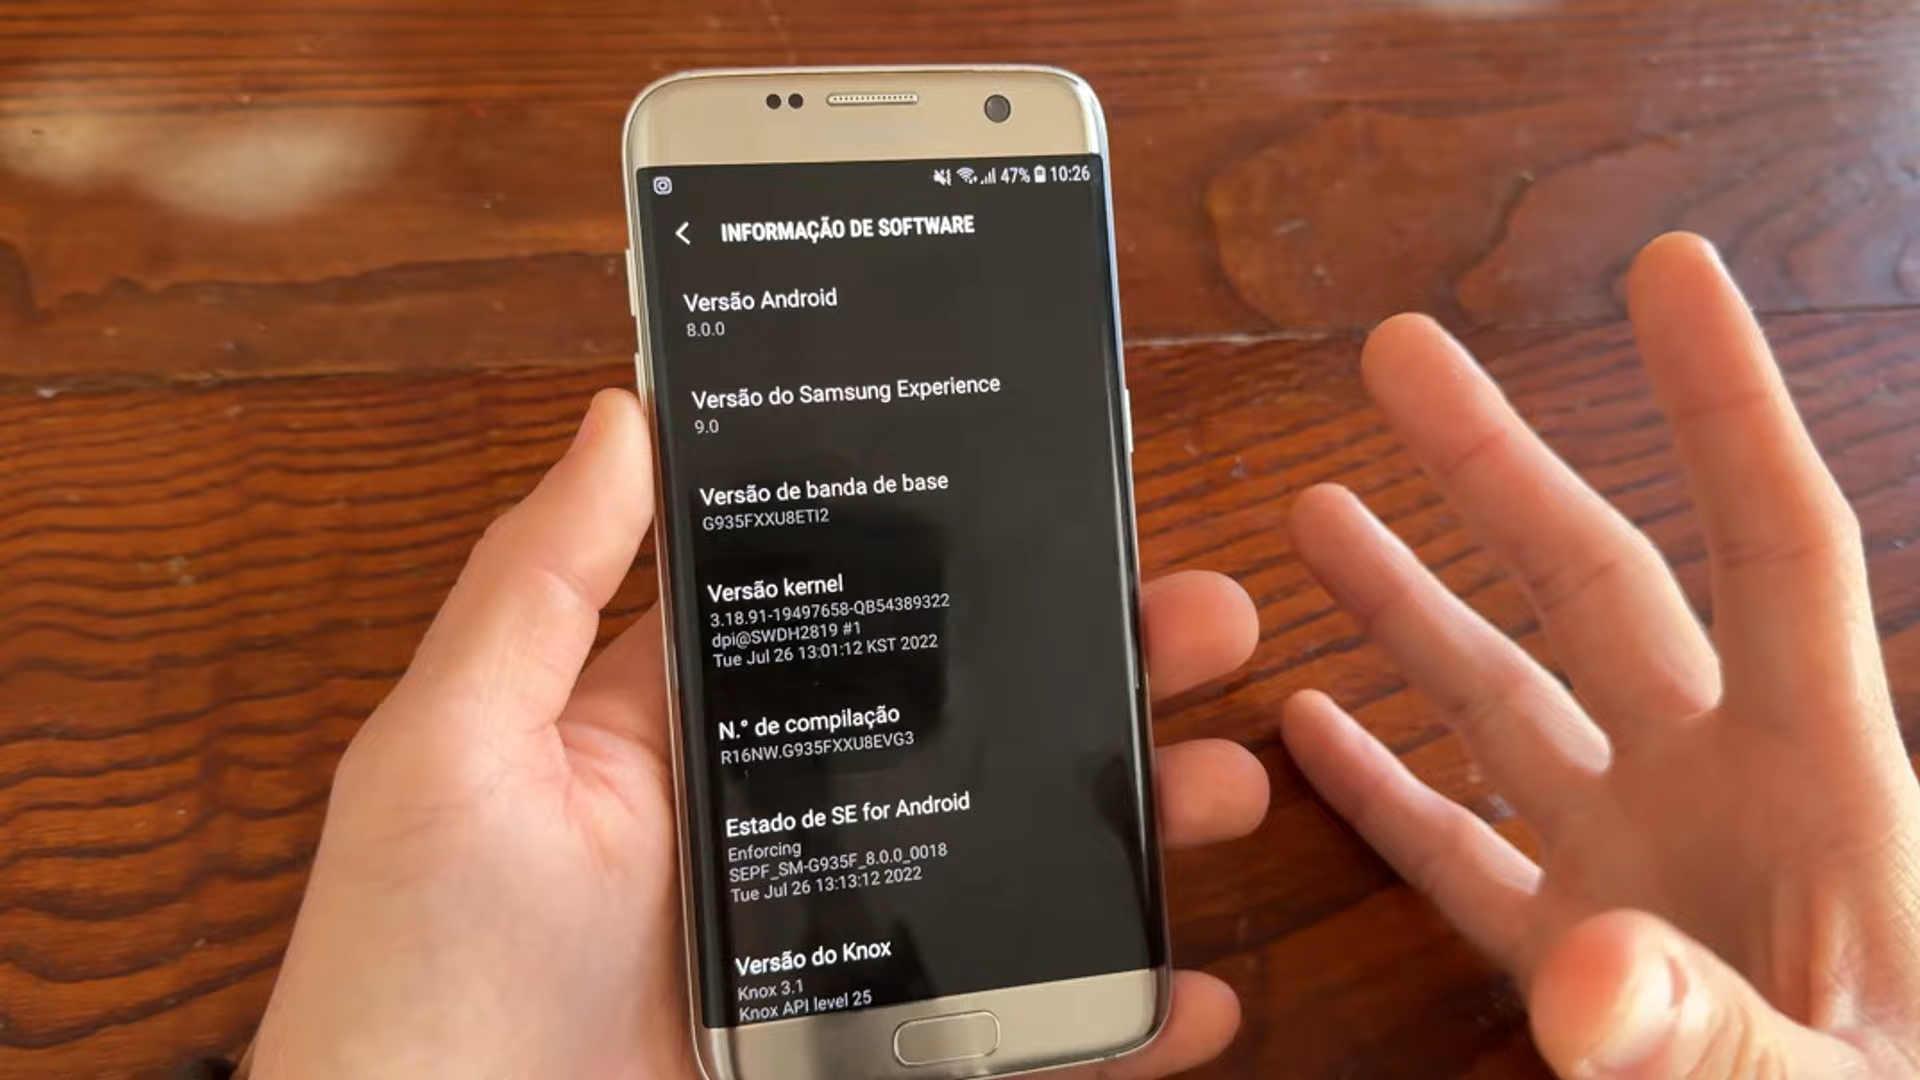 47% 10:26
INFORMAÇÃO DE SOFTWARE
Versão Android
8.0.0
Versão do Samsung Experience
9.0
Versão de banda de base
G935FXXU8ETI2
Versão kernel
3.18.91-19497658-QB54389322
dpi@SWDH2819 #1
Tue Jul 26 13:01:12 KST 2022
N.° de compilação
R16NW.G935FXXU8EVG3
Estado de SE for Android
Enforcing
SEPF_SM-G935F_8.0.0_0018
Tue Jul 26 13:13:12 2022
Versão do Knox
Knox 3.1
Knox API level 25